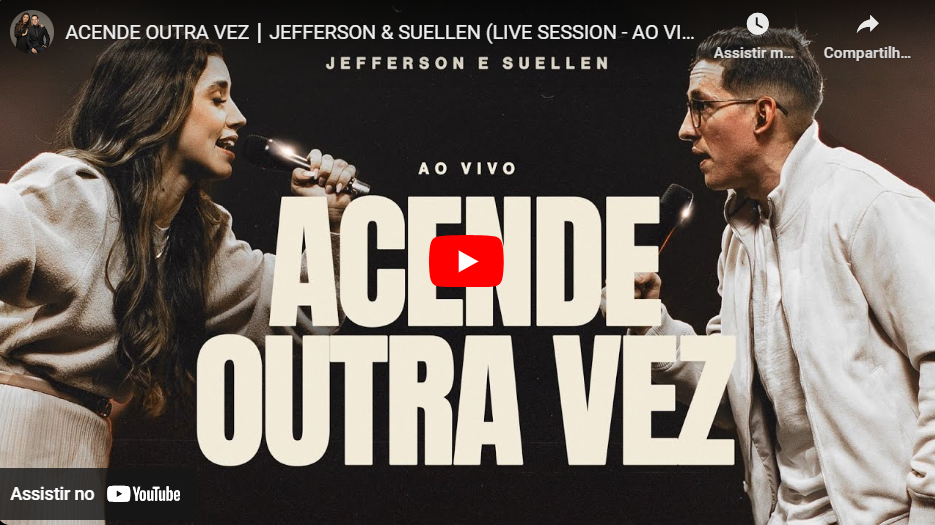 ACENDE OUTRA VEZ | JEFFERSON & SUELLEN (LIVE SESSION - AO VI...
Assistir m...
Compartilh...
JEFFERSON E SUELLEN
AO VIVO
ACENDE
OUTRA VEZ
Assistir no YouTube